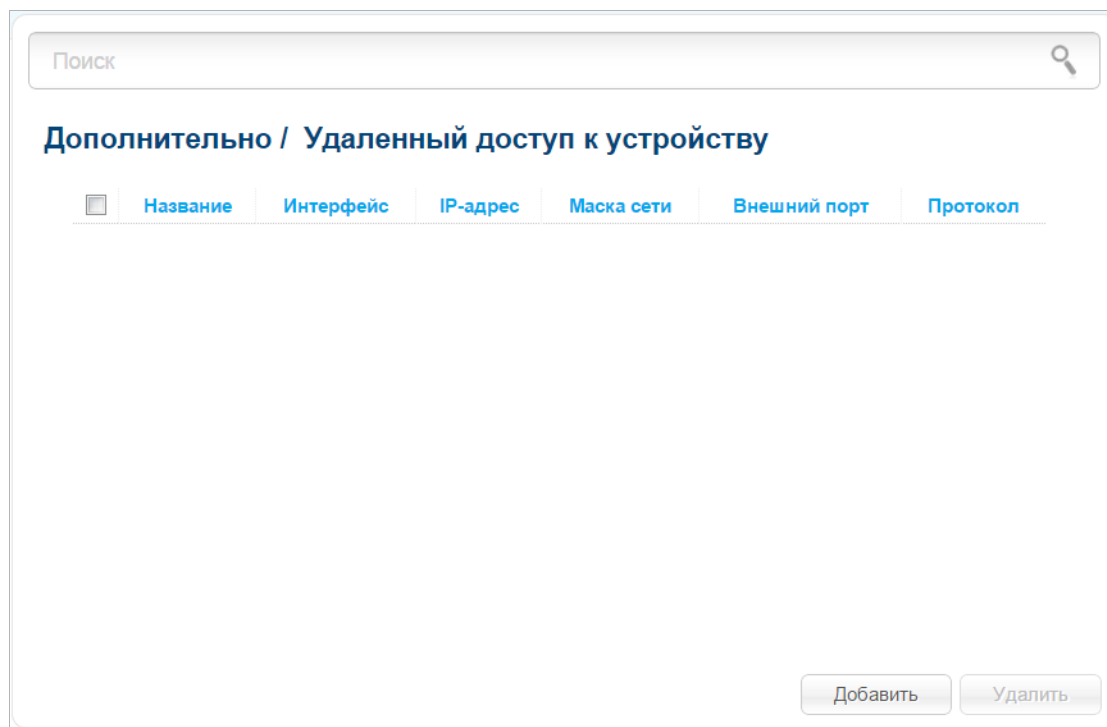 Поиск
Дополнительно / Удаленный доступ к устройству
Название Интерфейс IP-адрес Маска сети Внешний порт Протокол
Добавить Удалить